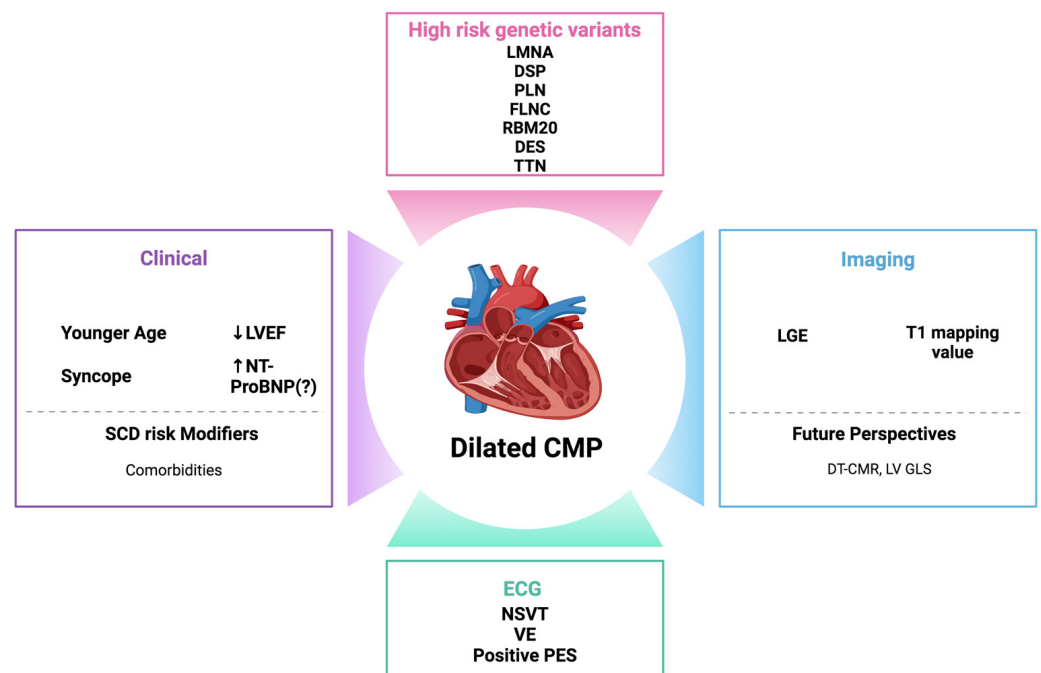 High risk genetic variants
LMNA
DSP
PLN
FLNC
RBM20
DES
TTN
Clinical
Younger Age
↓LVEF
Syncope
↑NT-
ProBNP(?)
SCD risk Modifiers
Comorbidities
Dilated CMP
Imaging
LGE
T1 mapping
value
Future Perspectives
DT-CMR, LV GLS
ECG
NSVT
VE
Positive PES